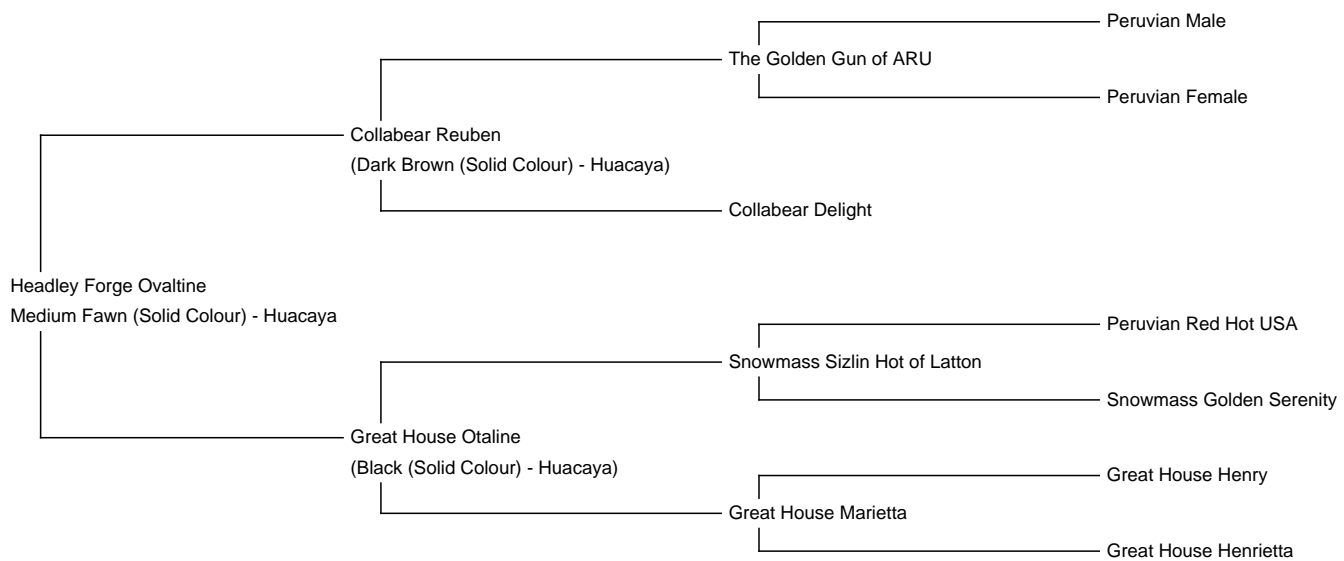 Peruvian Male
The Golden Gun of ARU
Peruvian Female
Collabear Reuben
(Dark Brown (Solid Colour) - Huacaya)
Collabear Delight
Headley Forge Ovaltine
Medium Fawn (Solid Colour) - Huacaya
Peruvian Red Hot USA
Snowmass Sizlin Hot of Latton
Snowmass Golden Serenity
Great House Otaline
(Black (Solid Colour) - Huacaya)
Great House Henry
Great House Marietta
Great House Henrietta